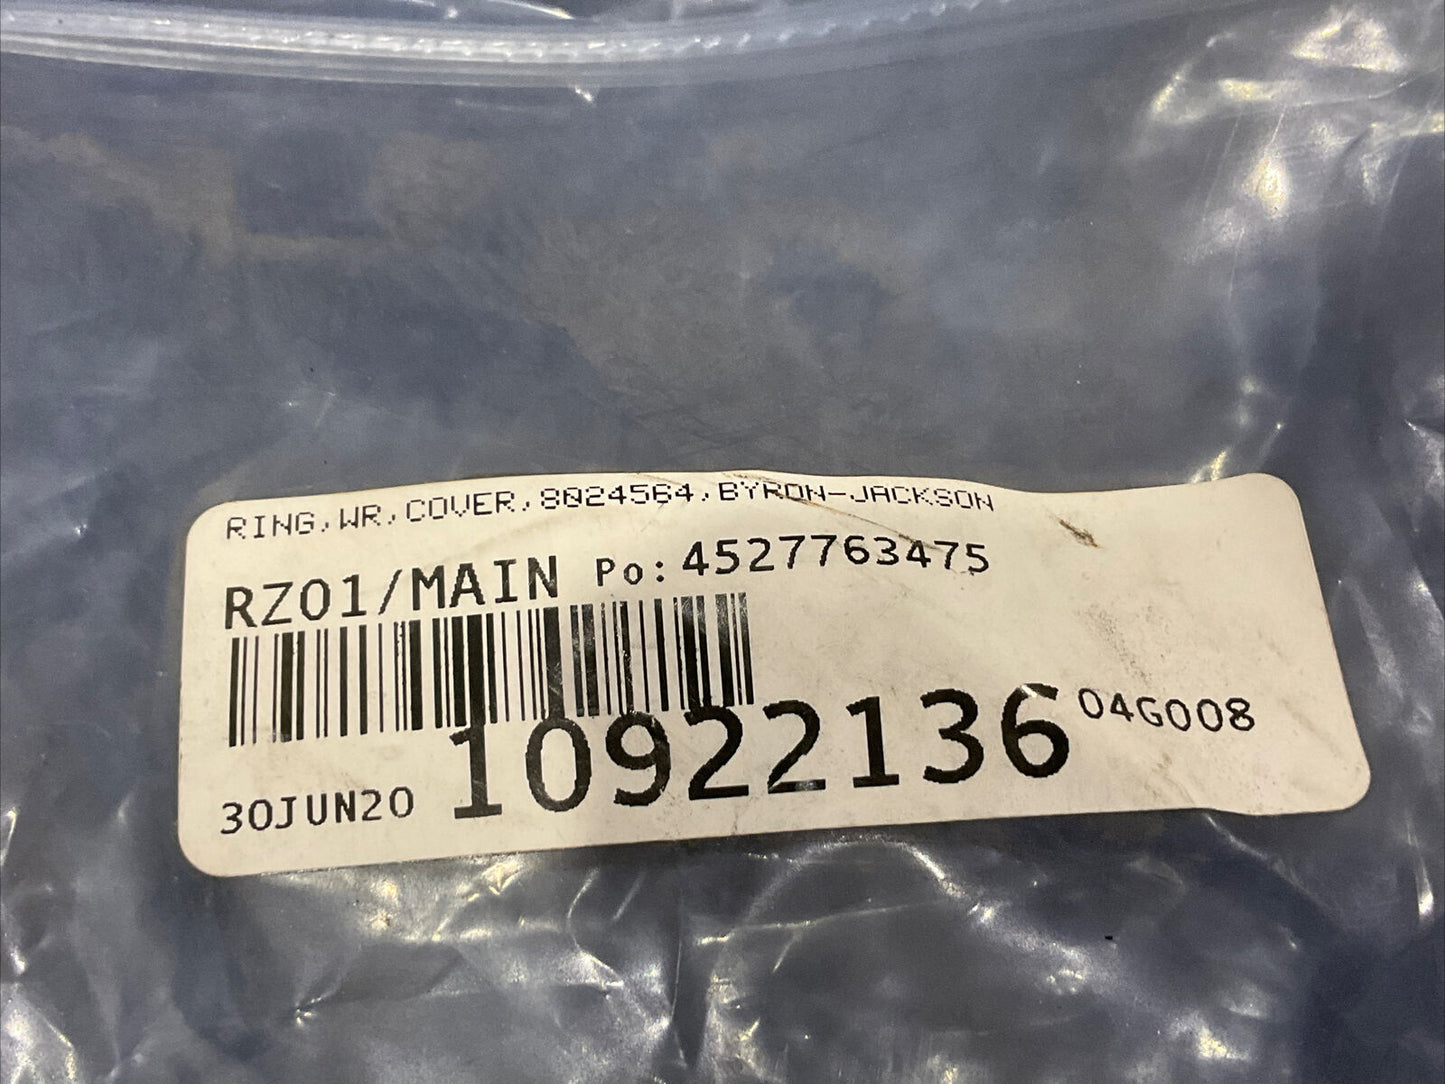 RING,WR,COVER,8024564,BYRON-JACKSON
RZ01/MAIN Po:4527763475
10922136 04G008
30JUN20